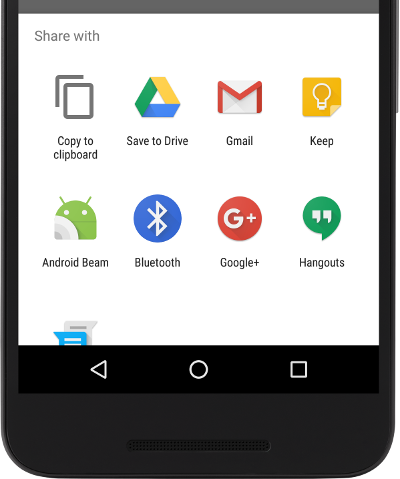 Share with
Copy to
clipboard
Save to Drive
Gmail
Keep
G+
Android Beam
Bluetooth
Google+
Hangouts